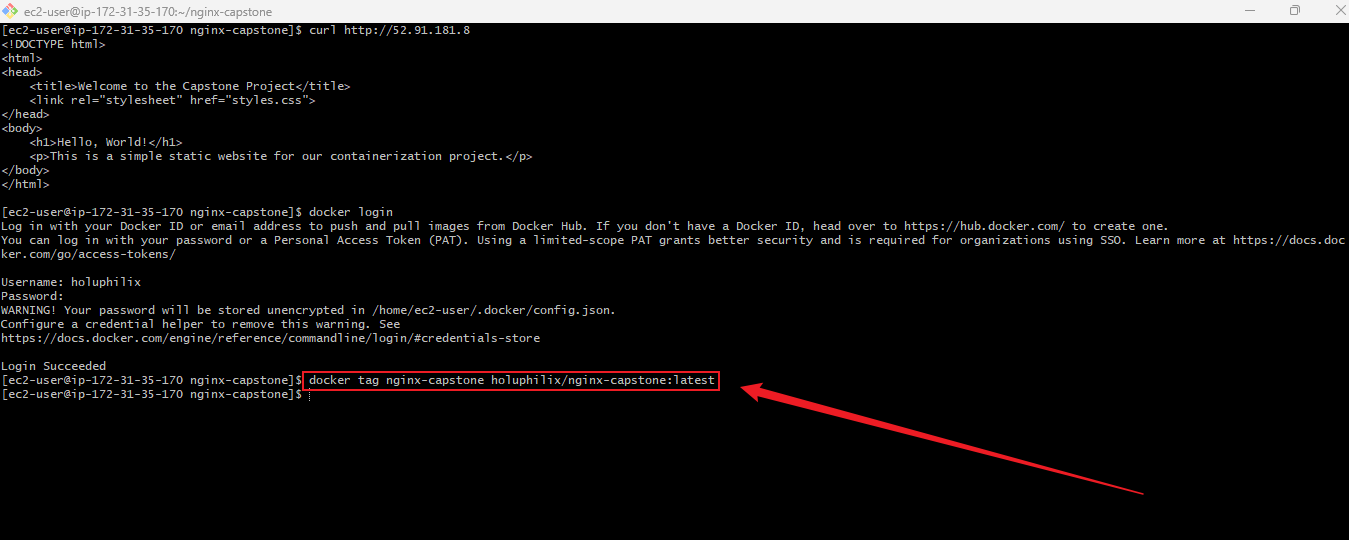 ec2-user@ip-172-31-35-170:~/nginx-capstone
[ec2-user@ip-172-31-35-170 nginx-capstone]$ curl http://52.91.181.8
<!DOCTYPE html>
<html>
<head>
    <title>Welcome to the Capstone Project</title>
    <link rel="stylesheet" href="styles.css">
</head>
<body>
    <h1>Hello, World!</h1>
    <p>This is a simple static website for our containerization project.</p>
</body>
</html>
[ec2-user@ip-172-31-35-170 nginx-capstone]$ docker login
Log in with your Docker ID or email address to push and pull images from Docker Hub. If you don't have a Docker ID, head over to https://hub.docker.com/ to create one.
You can log in with your password or a Personal Access Token (PAT). Using a limited-scope PAT grants better security and is required for organizations using SSO. Learn more at https://docs.doc
ker.com/go/access-tokens/
Username: holuphilix
Password:
WARNING! Your password will be stored unencrypted in /home/ec2-user/.docker/config.json.
Configure a credential helper to remove this warning. See
https://docs.docker.com/engine/reference/commandline/login/#credentials-store
Login Succeeded
[ec2-user@ip-172-31-35-170 nginx-capstone]$ docker tag nginx-capstone holuphilix/nginx-capstone:latest
[ec2-user@ip-172-31-35-170 nginx-capstone]$